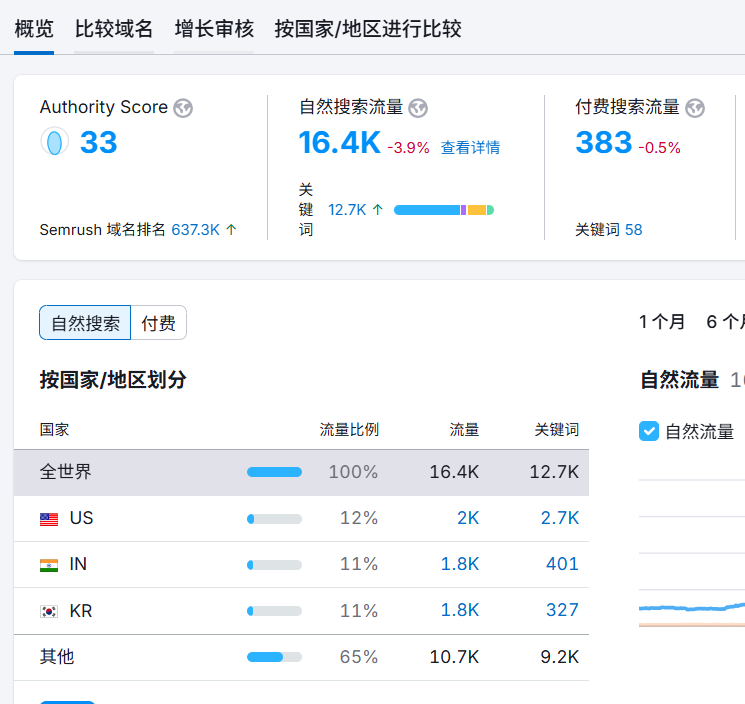 概览 比较域名 增长审核 按国家/地区进行比较
Authority Score 自然搜索流量 付费搜索流量
33 16.4K -3.9% 查看详情 383 -0.5%
关键词 12.7K ↑
Semrush 域名排名 637.3K ↑ 关键词 58
自然搜索 付费 1 个月 6 个月
按国家/地区划分 自然流量
国家 流量比例 流量 关键词 自然流量
全世界 100% 16.4K 12.7K
US 12% 2K 2.7K
IN 11% 1.8K 401
KR 11% 1.8K 327
其他 65% 10.7K 9.2K